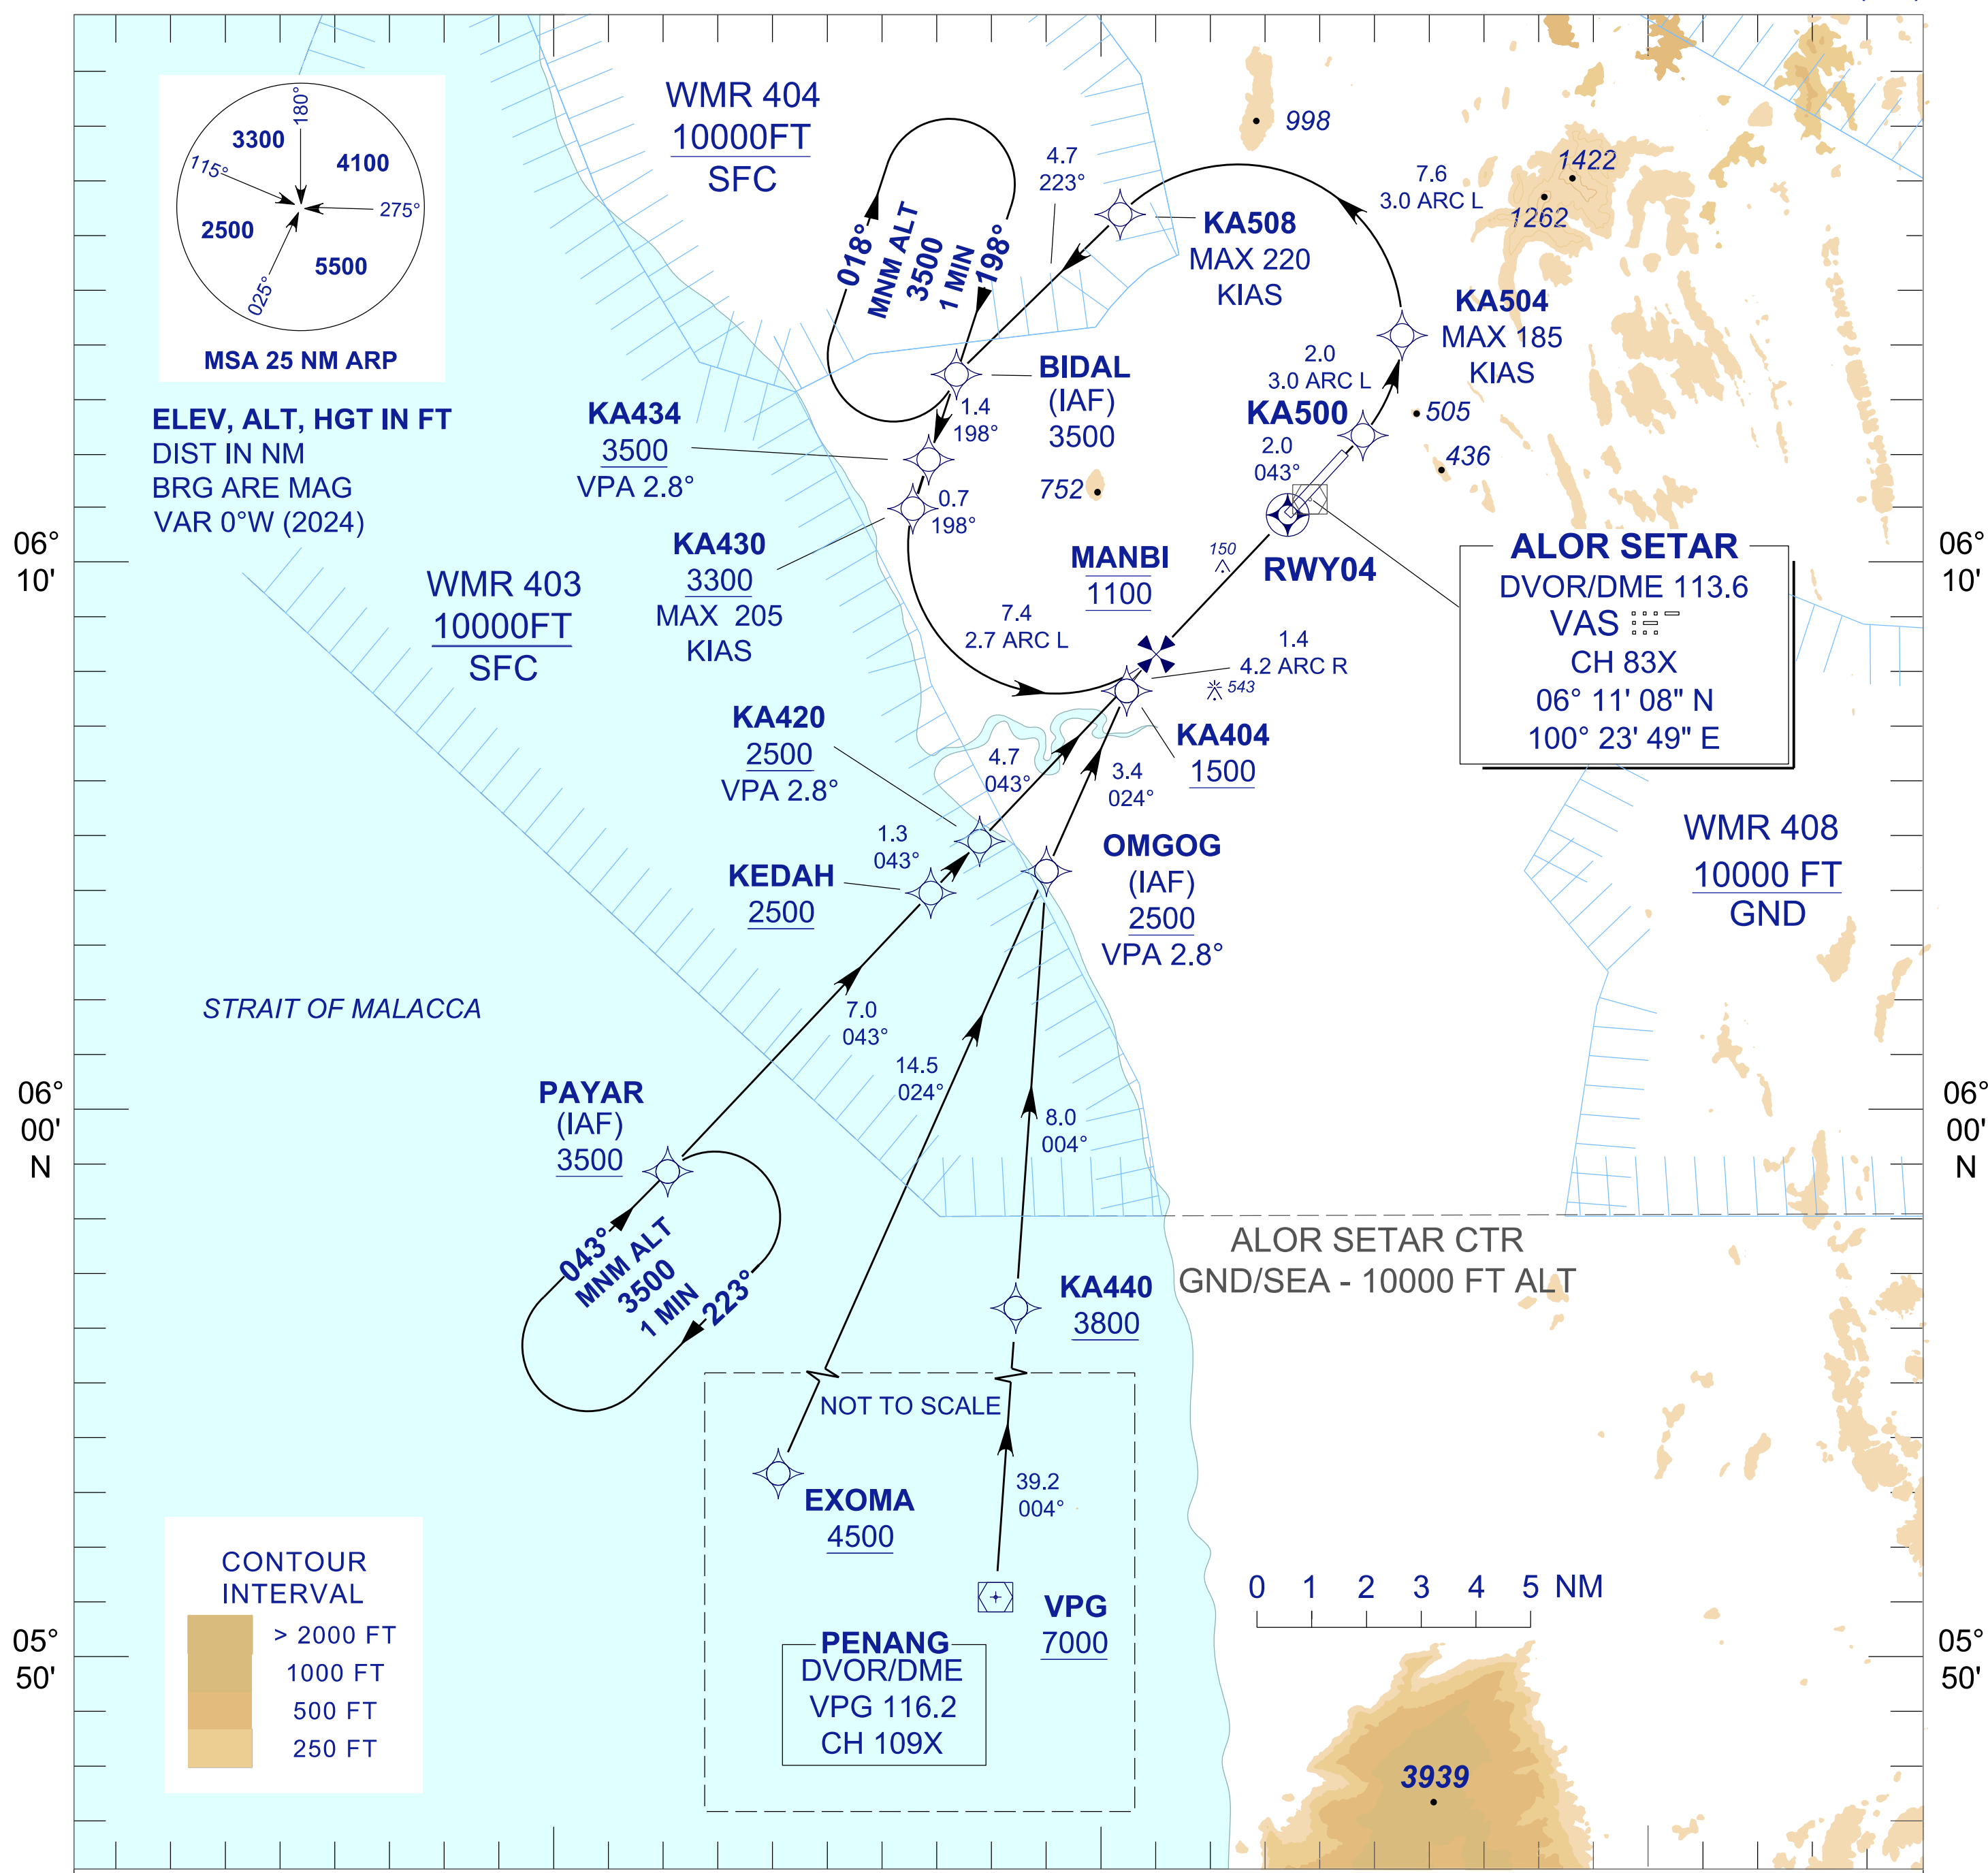 180°
3300
4100
115°
275°
2500
5500
025°
MSA 25 NM ARP
ELEV, ALT, HGT IN FT
DIST IN NM
BRG ARE MAG
VAR 0°W (2024)
WMR 404
10000FT
SFC
018°
MNM ALT
3500
1 MIN
198°
4.7
223°
998
1422
1262
7.6
3.0 ARC L
KA508
MAX 220
KIAS
KA504
MAX 185
KIAS
2.0
3.0 ARC L
KA500
2.0
043°
505
436
BIDAL
(IAF)
3500
1.4
198°
KA434
3500
VPA 2.8°
0.7
198°
752
KA430
3300
MAX 205
KIAS
WMR 403
10000FT
SFC
MANBI
1100
150
RWY04
06°
10'
06°
10'
ALOR SETAR
DVOR/DME 113.6
VAS
CH 83X
06° 11' 08" N
100° 23' 49" E
7.4
2.7 ARC L
1.4
4.2 ARC R
543
KA404
1500
KA420
2500
VPA 2.8°
4.7
043°
3.4
024°
1.3
043°
KEDAH
2500
OMGOG
(IAF)
2500
VPA 2.8°
WMR 408
10000 FT
GND
STRAIT OF MALACCA
7.0
043°
14.5
024°
8.0
004°
PAYAR
(IAF)
3500
06°
00'
N
06°
00'
N
043°
MNM ALT
3500
1 MIN
223°
ALOR SETAR CTR
GND/SEA - 10000 FT ALT
KA440
3800
NOT TO SCALE
39.2
004°
EXOMA
4500
VPG
7000
PENANG
DVOR/DME
VPG 116.2
CH 109X
CONTOUR
INTERVAL
> 2000 FT
1000 FT
500 FT
250 FT
0 1 2 3 4 5 NM
05°
50'
05°
50'
3939